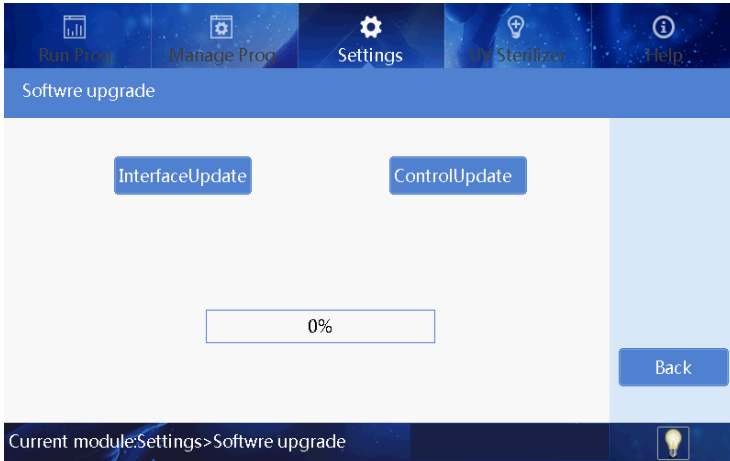 Run Prog.
Manage Prog.
Settings
UV Sterilizer
Help
Softwre upgrade
InterfaceUpdate
ControlUpdate
0%
Back
Current module:Settings>Softwre upgrade